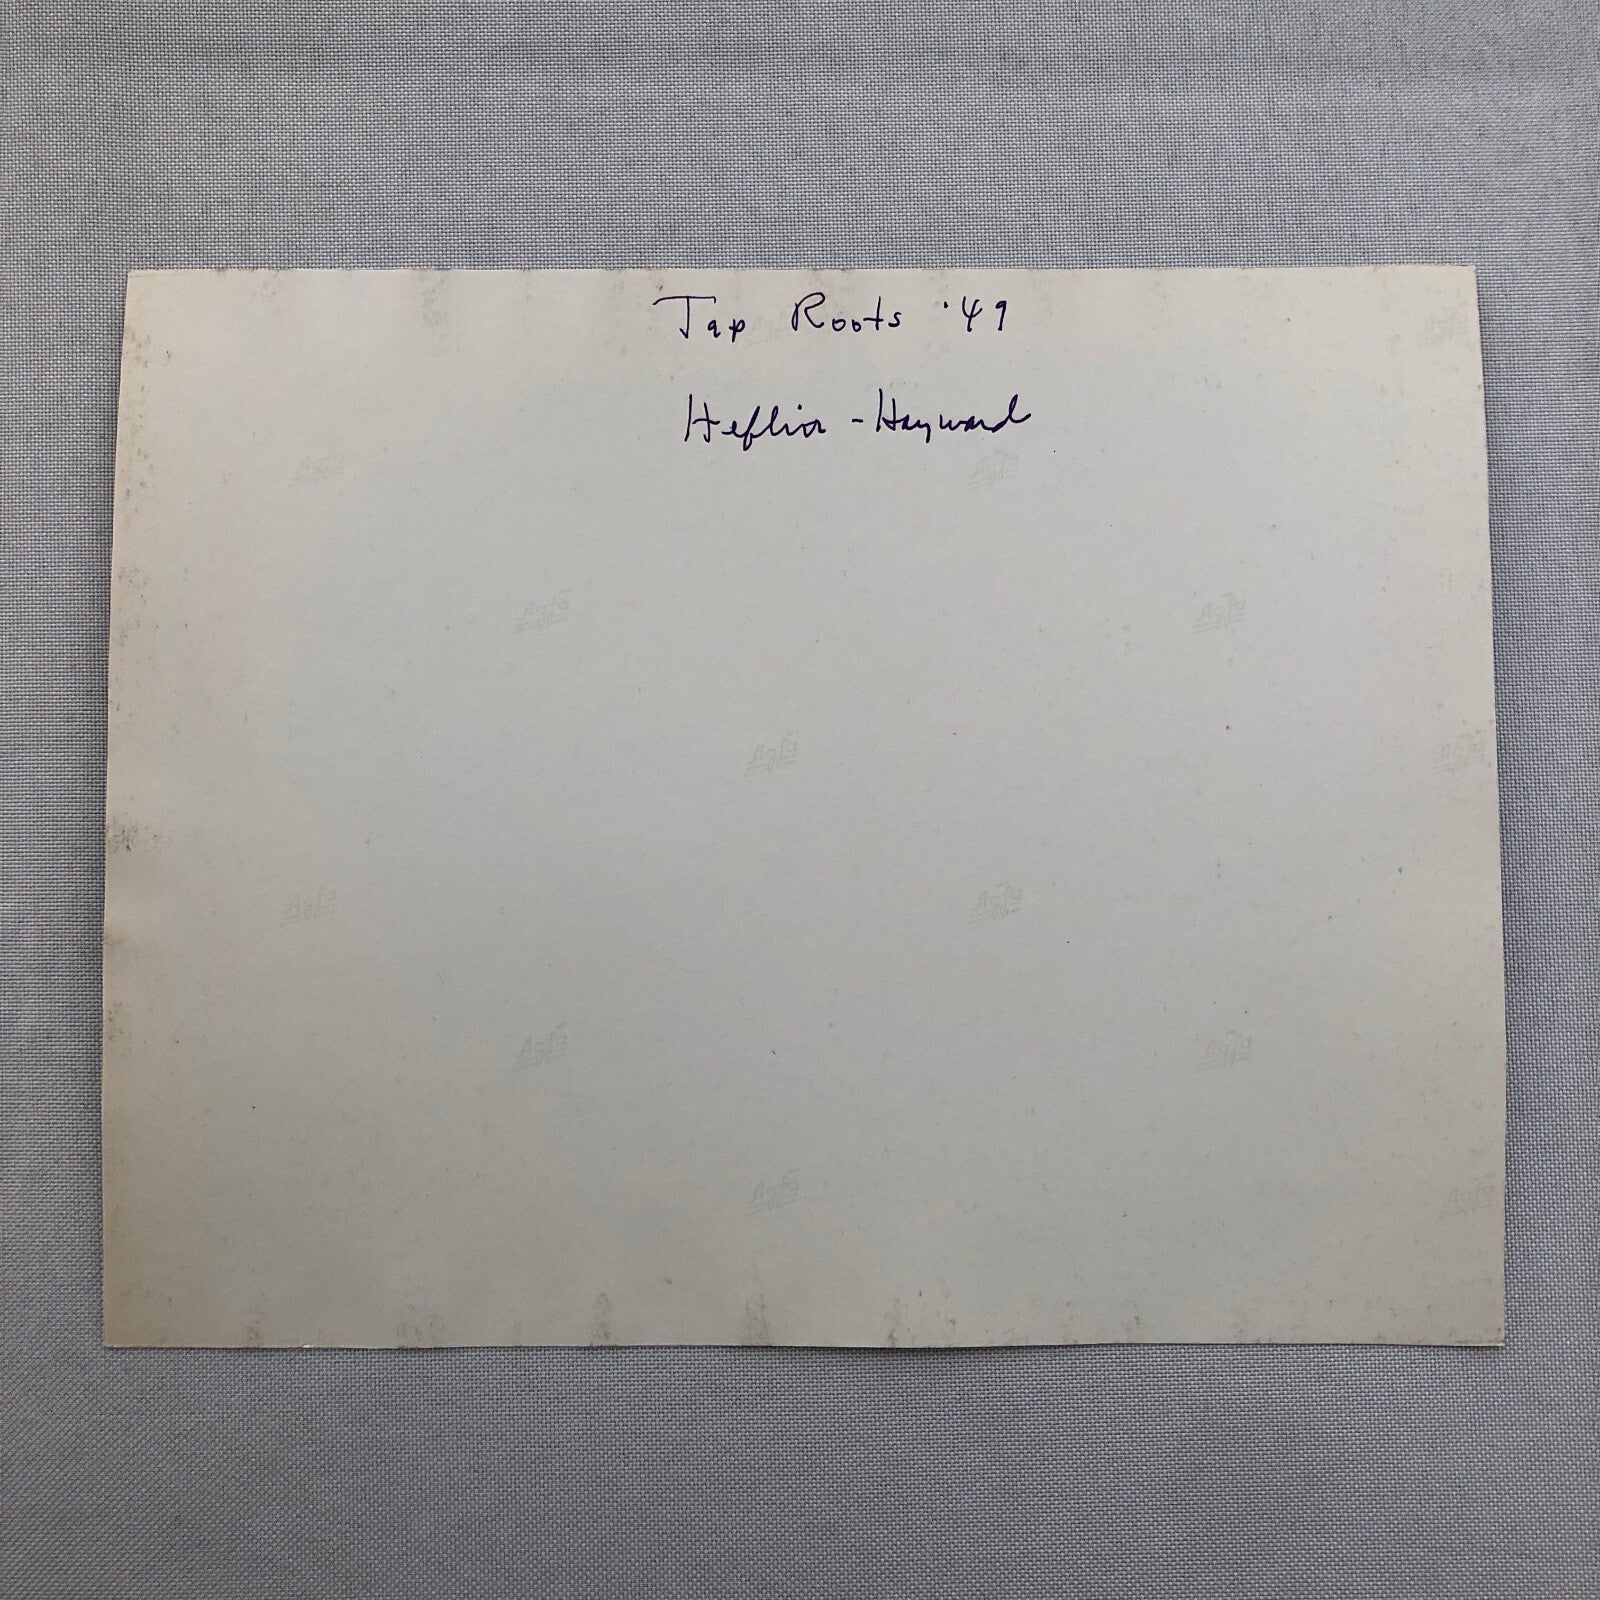 Tap Roots '49
Heflin - Hayward